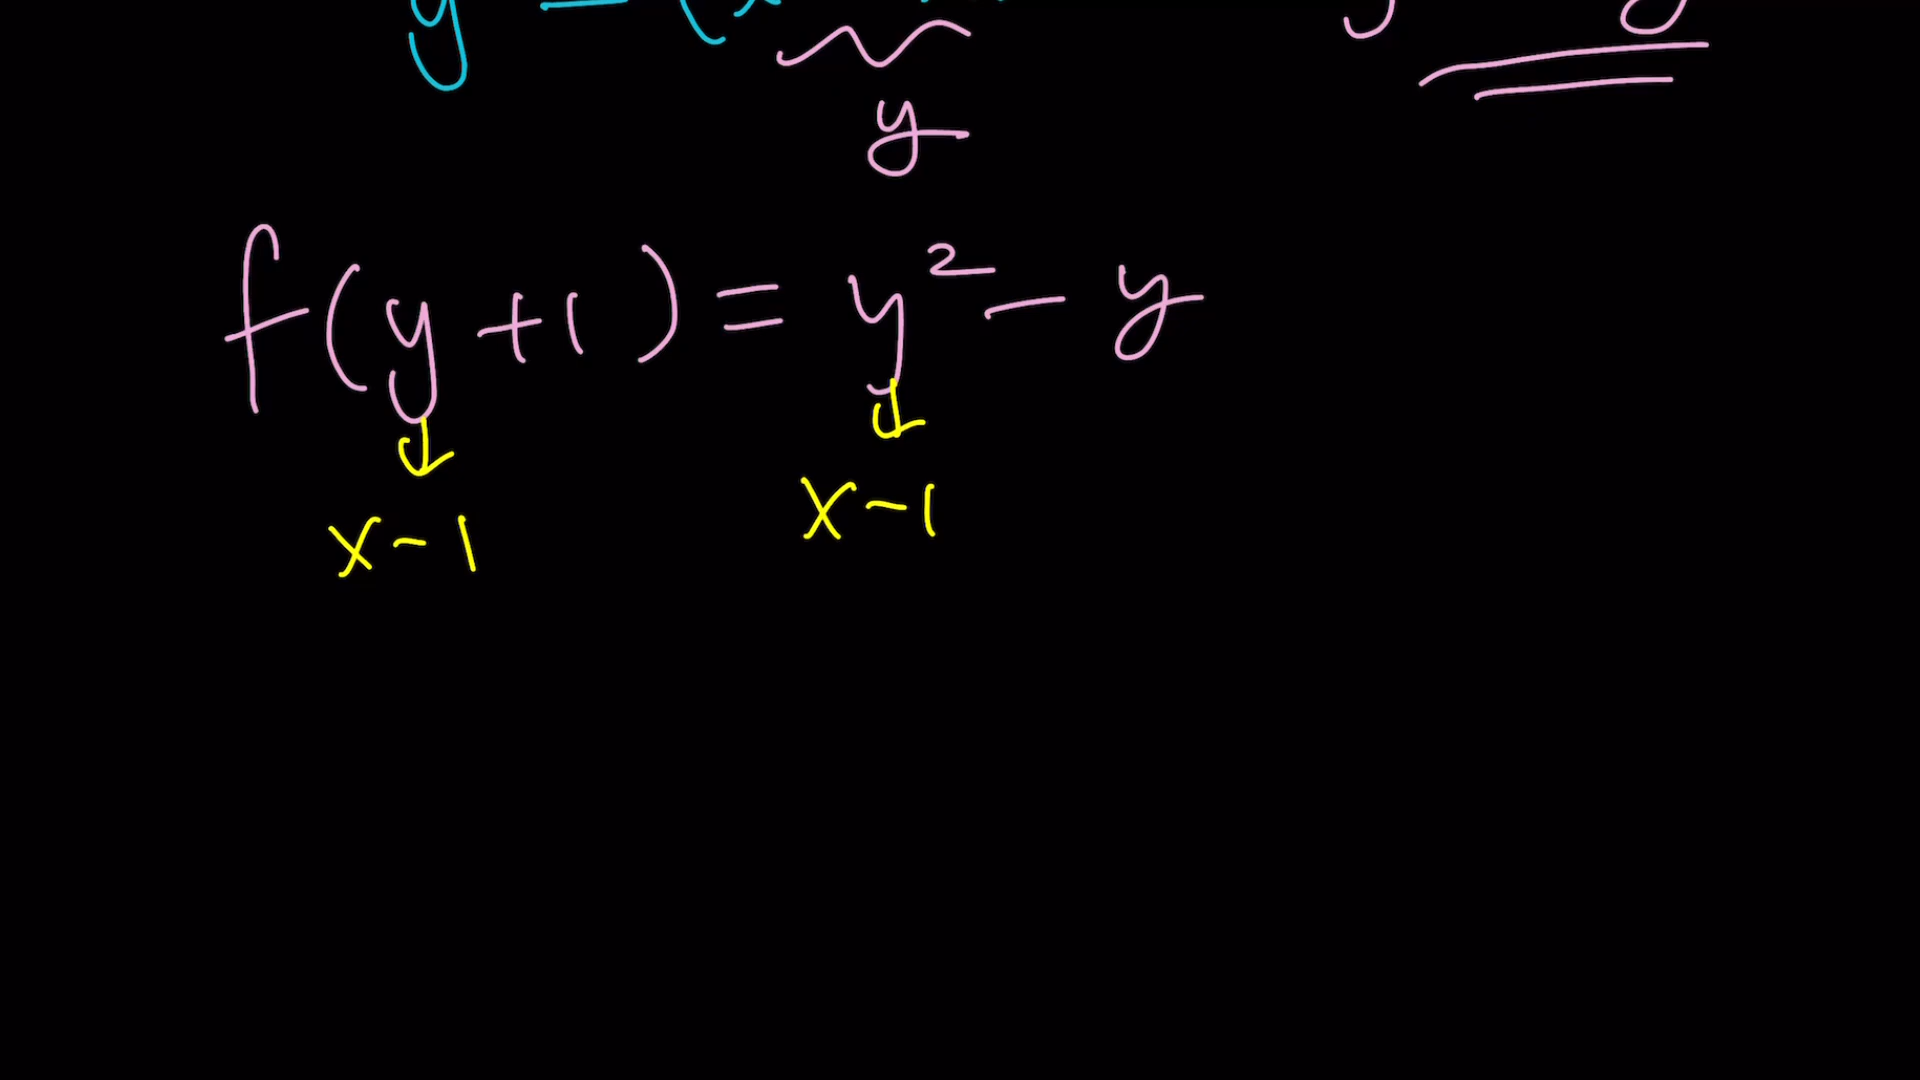 y
f(y+1) = y² - y
x-1 x-1